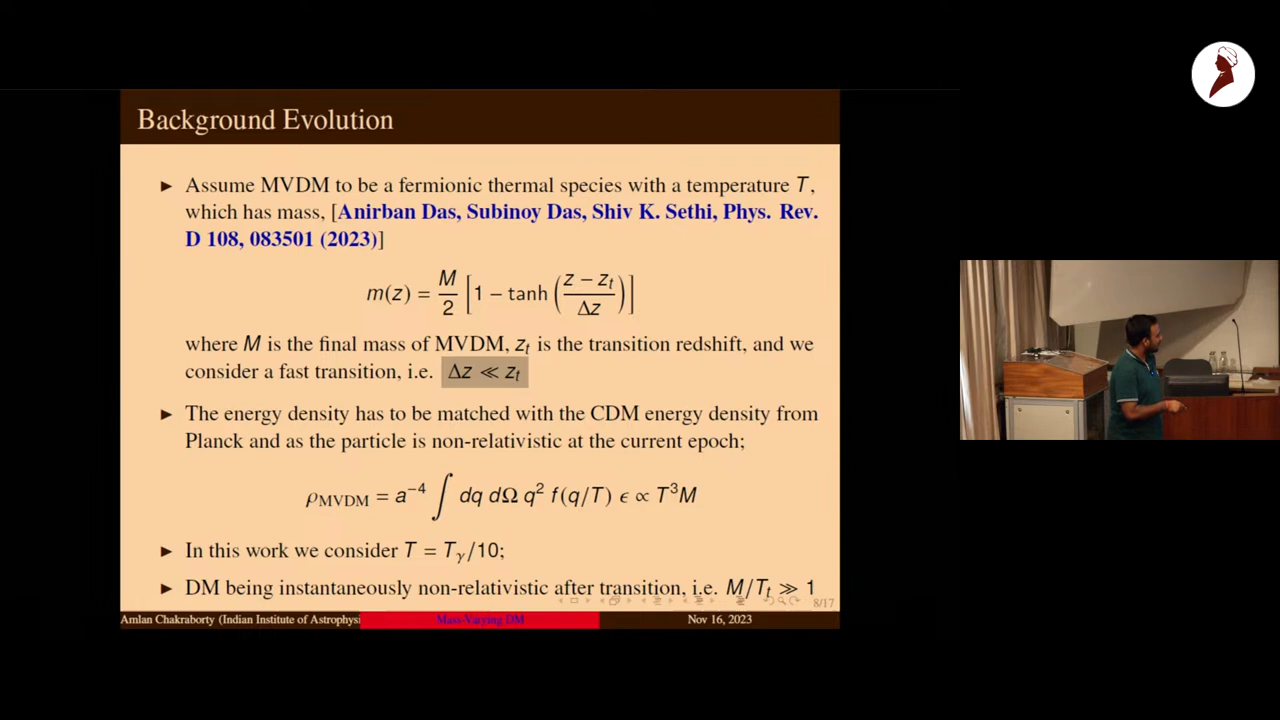 Background Evolution
► Assume MVDM to be a fermionic thermal species with a temperature T,
which has mass, [Anirban Das, Subinoy Das, Shiv K. Sethi, Phys. Rev.
D 108, 083501 (2023)]
m(z) = M/2 [1 − tanh ((z − z_t)/Δz)]
where M is the final mass of MVDM, z_t is the transition redshift, and we
consider a fast transition, i.e. Δz ≪ z_t
► The energy density has to be matched with the CDM energy density from
Planck and as the particle is non-relativistic at the current epoch;
ρ_MVDM = a⁻⁴ ∫ dq dΩ q² f(q/T) ϵ ∝ T³M
► In this work we consider T = T_γ/10;
► DM being instantaneously non-relativistic after transition, i.e. M/T_t ≫ 1
8/17
Amlan Chakraborty (Indian Institute of Astrophysi Mass-Varying DM Nov 16, 2023